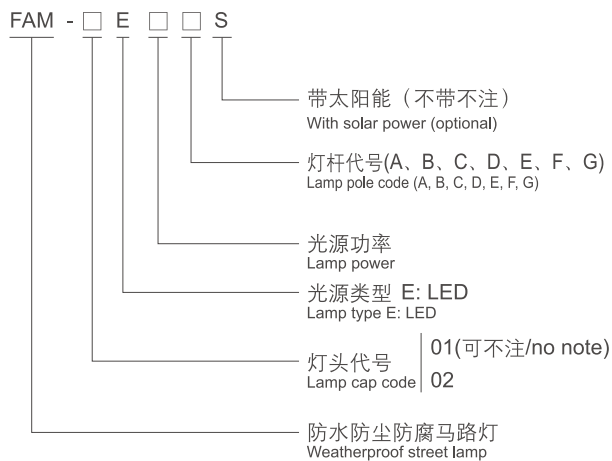 FAM - □ E □ □ S
带太阳能（不带不注）
With solar power (optional)
灯杆代号(A、B、C、D、E、F、G)
Lamp pole code (A, B, C, D, E, F, G)
光源功率
Lamp power
光源类型 E: LED
Lamp type E: LED
灯头代号
Lamp cap code
01(可不注/no note)
02
防水防尘防腐马路灯
Weatherproof street lamp